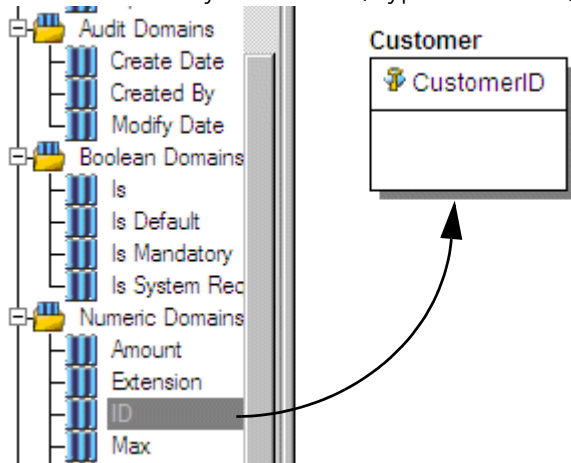 Audit Domains
Create Date
Created By
Modify Date
Boolean Domains
Is
Is Default
Is Mandatory
Is System Rec
Numeric Domains
Amount
Extension
ID
Max
Customer
CustomerID